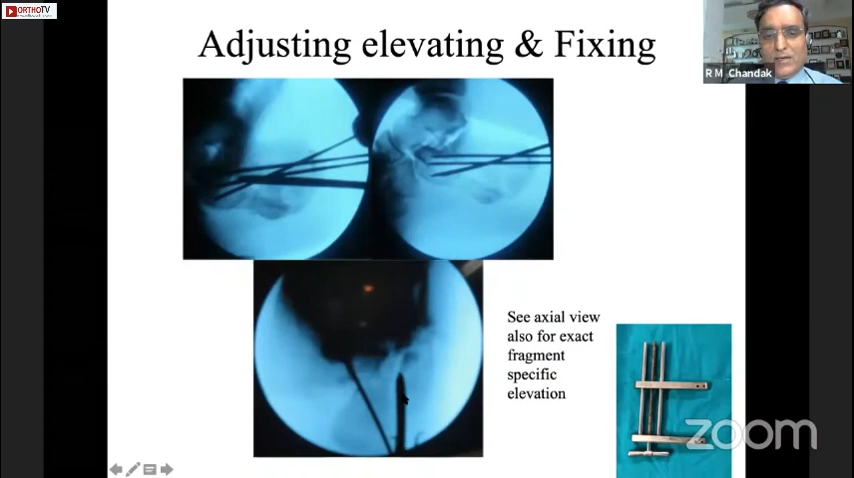 ORTHOTV
Adjusting elevating & Fixing
R M Chandak
See axial view
also for exact
fragment
specific
elevation
zoom